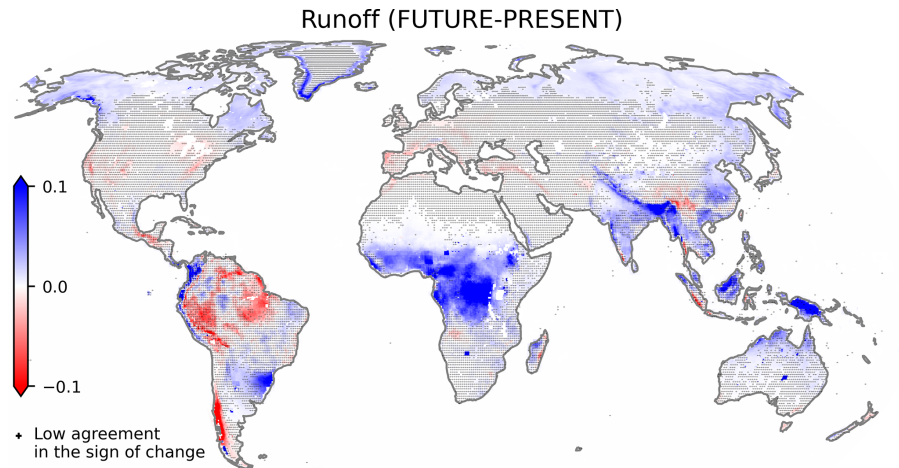 Runoff (FUTURE-PRESENT)
0.1
0.0
−0.1
Low agreement
in the sign of change